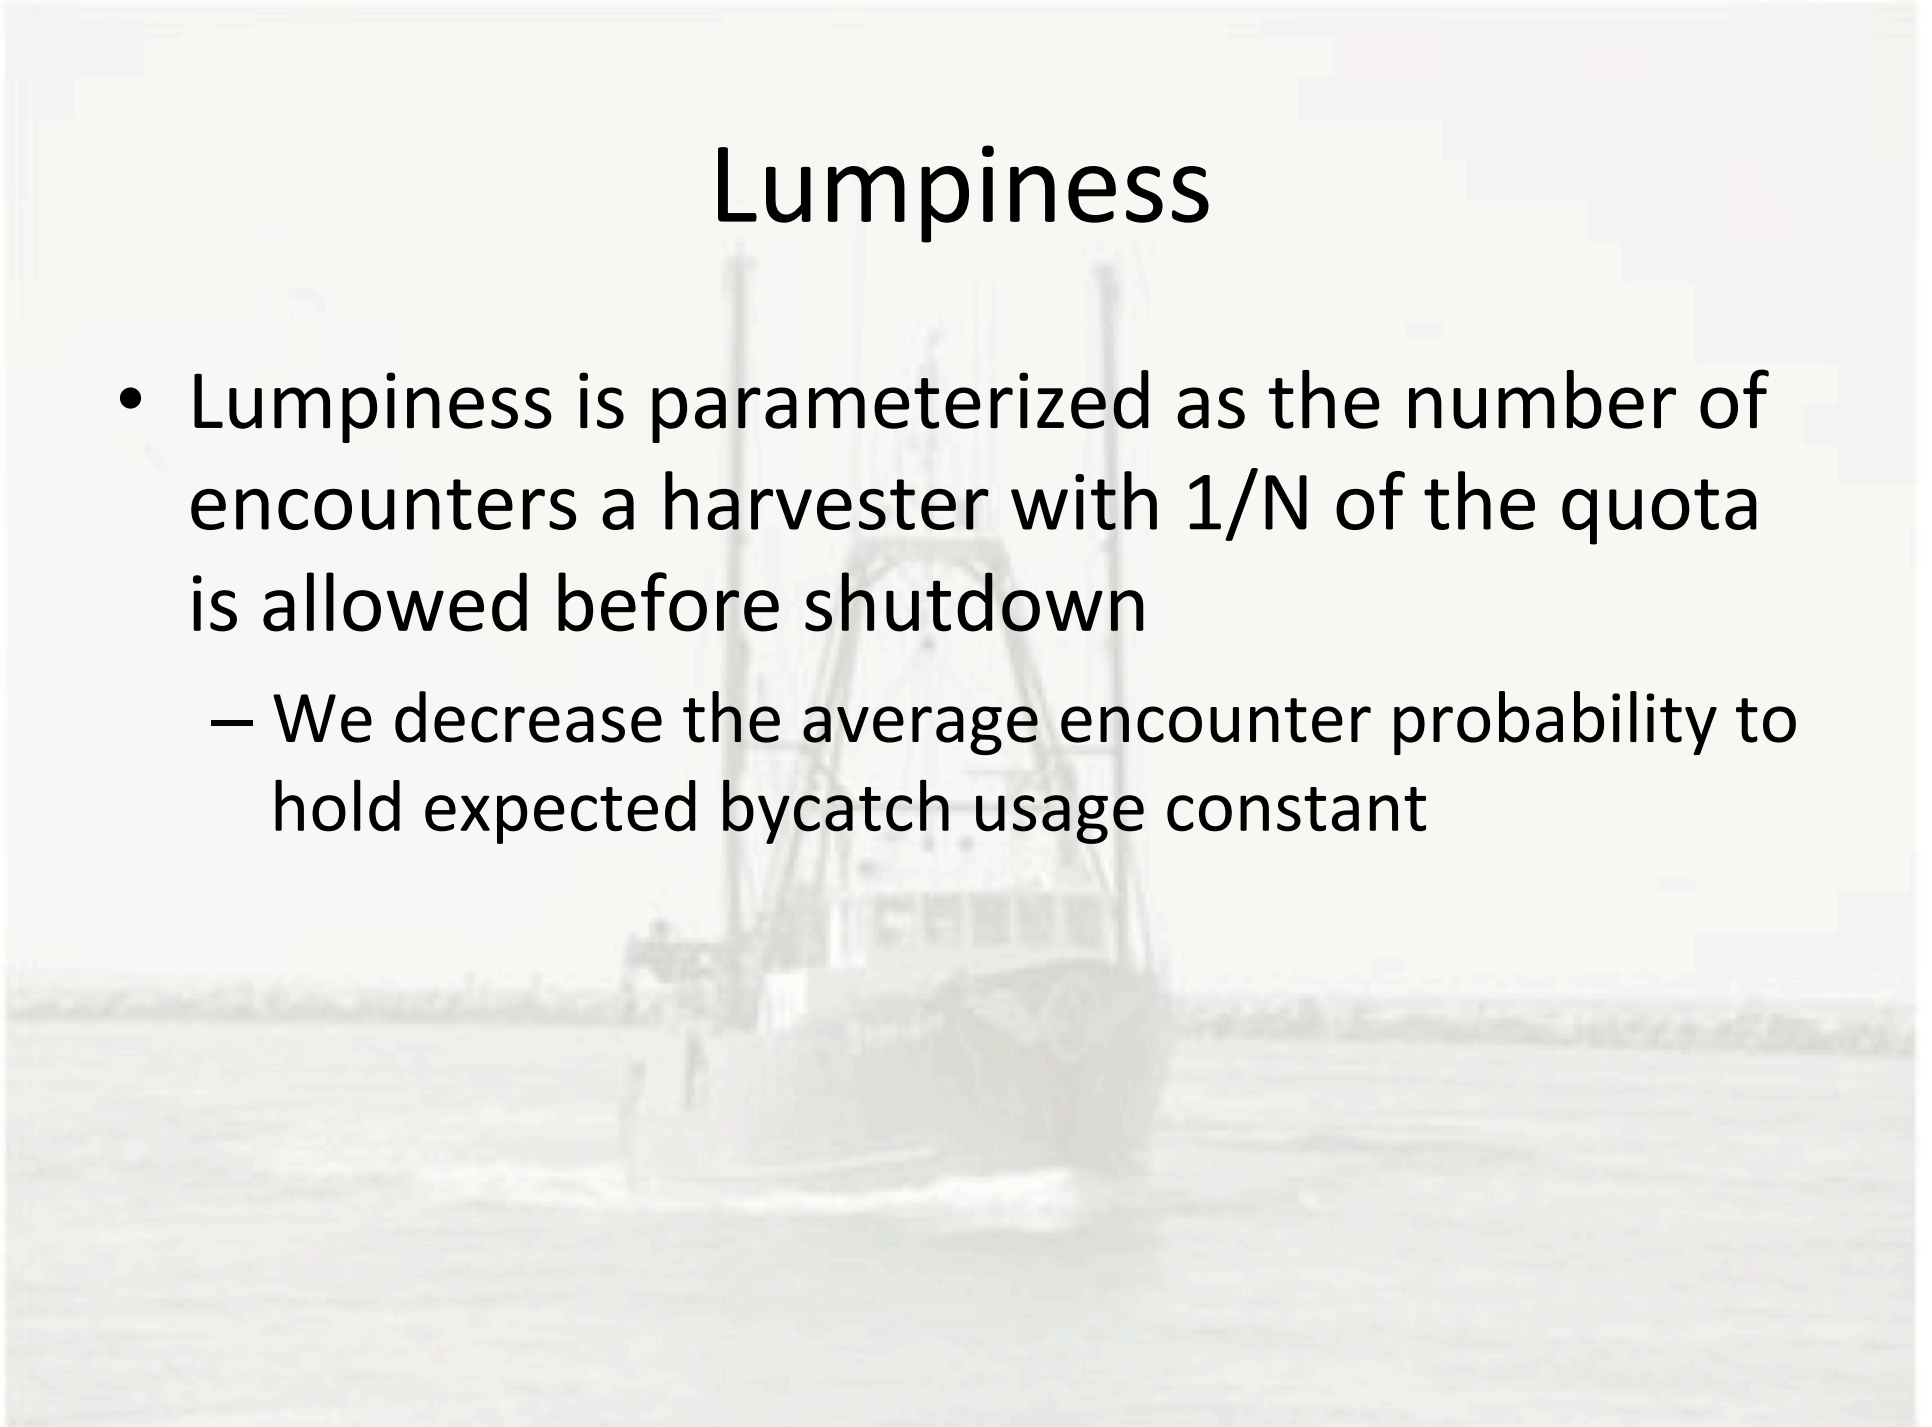 Lumpiness
• Lumpiness is parameterized as the number of
encounters a harvester with 1/N of the quota
is allowed before shutdown
– We decrease the average encounter probability to
hold expected bycatch usage constant